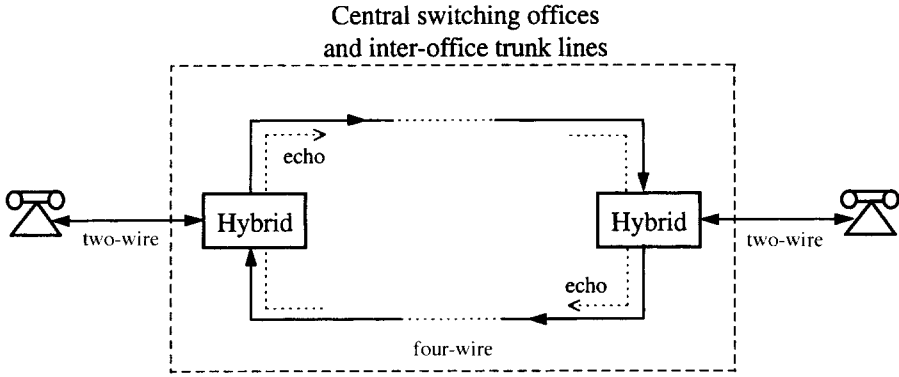 Central switching offices
and inter-office trunk lines
echo
Hybrid
Hybrid
two-wire
two-wire
echo
four-wire